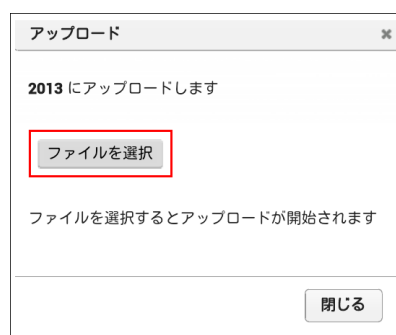 アップロード
2013 にアップロードします
ファイルを選択
ファイルを選択するとアップロードが開始されます
閉じる